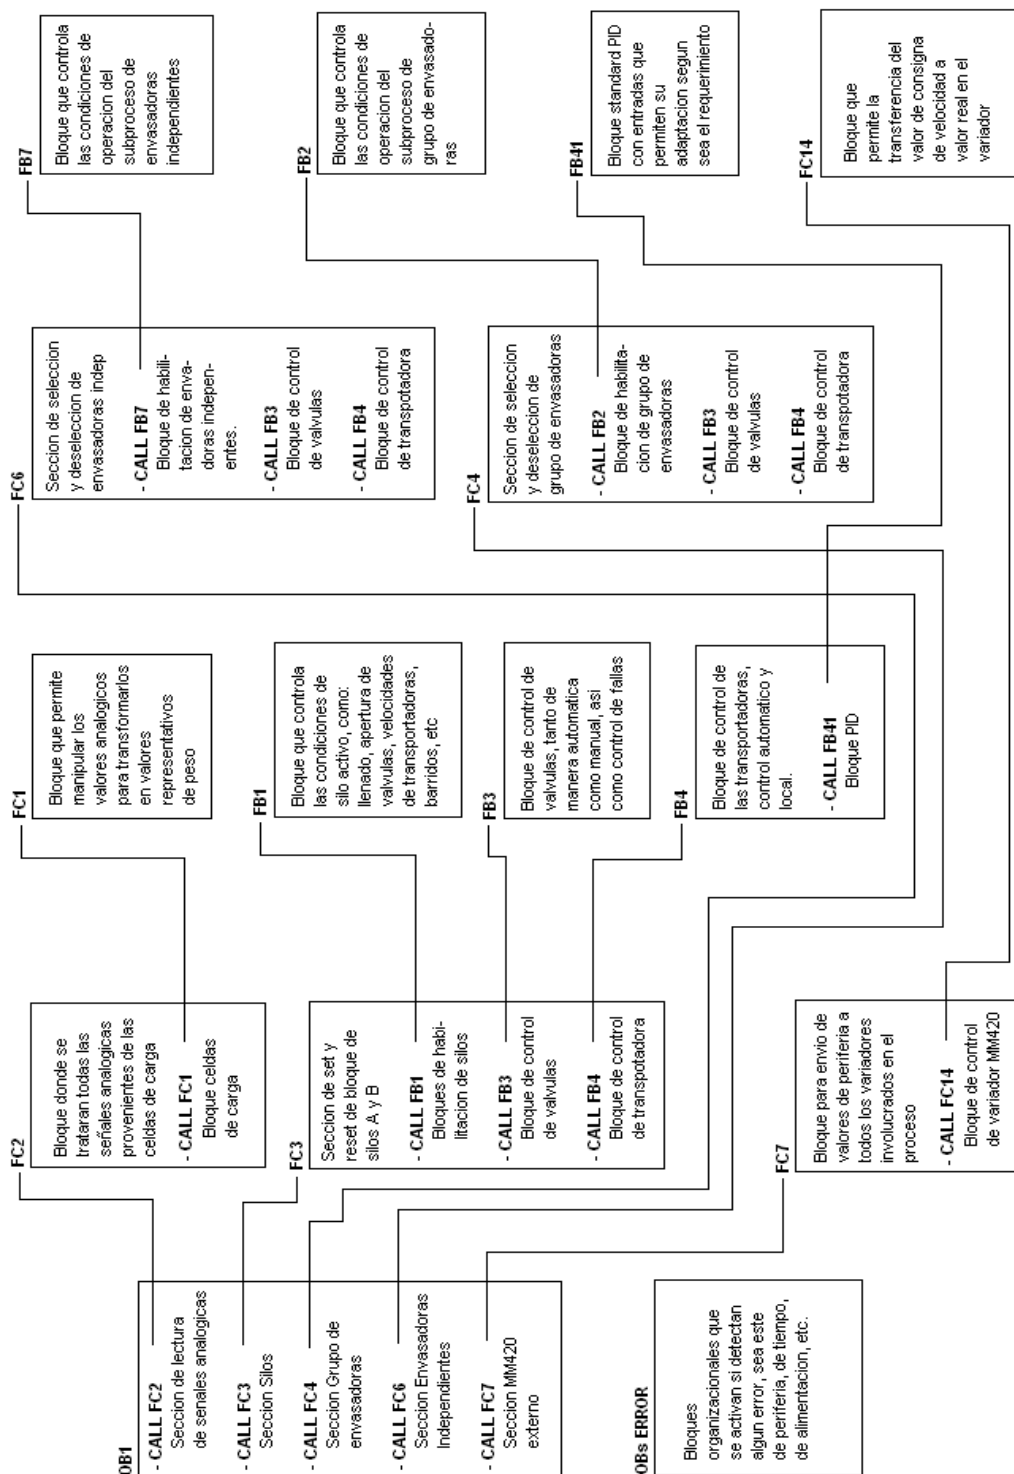 OB1
- CALL FC2
Seccion de lectura
de senales analogicas
- CALL FC3
Seccion Silos
- CALL FC4
Seccion Grupo de
envasadoras
- CALL FC6
Seccion Envasadoras
Independientes
- CALL FC7
Seccion MM420
externo
OBs ERROR
Bloques
organizacionales que
se activan si detectan
algun error, sea este
de periferia, de tiempo,
de alimentacion, etc.
FC2
Bloque donde se
trataran todas las
señales analogicas
provenientes de las
celdas de carga
- CALL FC1
Bloque celdas
de carga
FC3
Seccion de set y
reset de bloque de
silos A y B
- CALL FB1
Bloques de habi-
litacion de silos
- CALL FB3
Bloque de control
de valvulas
- CALL FB4
Bloque de control
de transpotadora
FC7
Bloque para envio de
valores de periferia a
todos los variadores
involucrados en el
proceso
- CALL FC14
Bloque de control
de variador MM420
FC1
Bloque que permite
manipular los
valores analogicos
para transformarlos
en valores
representativos
de peso
FB1
Bloque que controla
las condiciones de
silo activo, como:
llenado, apertura de
valvulas, velocidades
de transportadoras,
barridos, etc
FB3
Bloque de control de
valvulas, tanto de
manera automatica
como manual, asi
como control de fallas
FB4
Bloque de control de
las transportadoras,
control automatico y
local.
- CALL FB41
Bloque PID
FC6
Seccion de seleccion
y deseleccion de
envasadoras indep
- CALL FB7
Bloque de habili-
tacion de enva-
doras indepen-
entes.
- CALL FB3
Bloque de control
de valvulas
- CALL FB4
Bloque de control
de transpotadora
FC4
Seccion de seleccion
y deseleccion de
grupo de envasadoras
- CALL FB2
Bloque de habilita-
cion de grupo de
envasadoras
- CALL FB3
Bloque de control
de valvulas
- CALL FB4
Bloque de control
de transpotadora
FB7
Bloque que controla
las condiciones de
operacion del
subproceso de
envasadoras
independientes
FB2
Bloque que controla
las condiciones de
operacion del
subproceso de
grupo de envasado-
ras
FB41
Bloque standard PID
con entradas que
permiten su
adaptacion segun
sea el requerimiento
FC14
Bloque que
permite la
transferencia del
valor de consigna
de velocidad a
valor real en el
variador